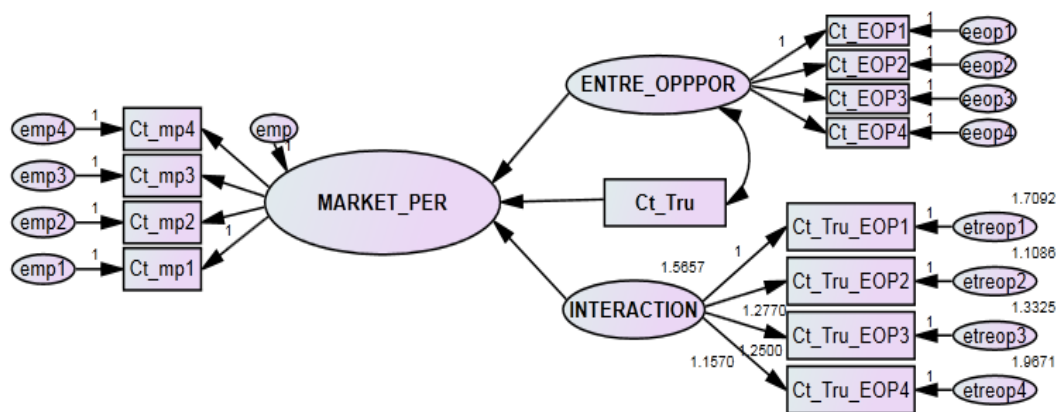 Ct_EOP1 1 eeop1
1
Ct_EOP2 1 eeop2
ENTRE_OPPPOR
Ct_EOP3 1 eeop3
Ct_EOP4 1 eeop4
emp4 1 Ct_mp4
emp
1
emp3 1 Ct_mp3
MARKET_PER
Ct_Tru
emp2 1 Ct_mp2
1
emp1 1 Ct_mp1
1.7092
Ct_Tru_EOP1 1 etreop1
1
1.5657
1.1086
Ct_Tru_EOP2 1 etreop2
INTERACTION
1.2770
1.3325
Ct_Tru_EOP3 1 etreop3
1.2500
1.1570
1.9671
Ct_Tru_EOP4 1 etreop4